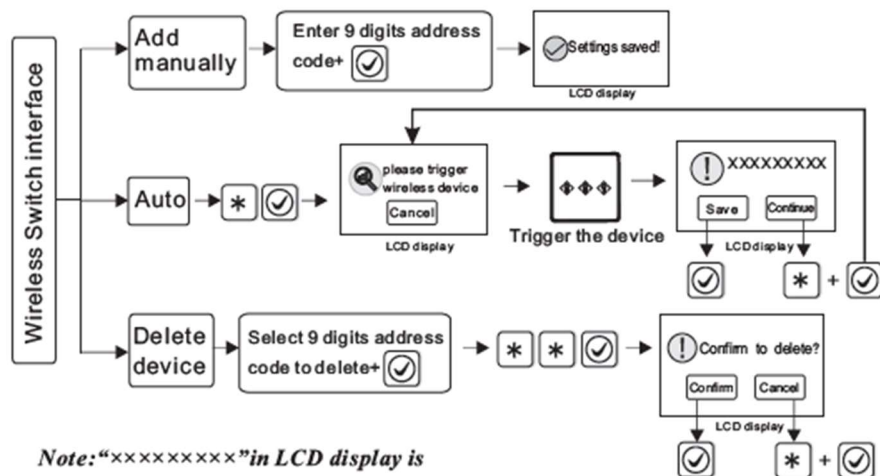 Wireless Switch interface
Add
manually
Enter 9 digits address
code+
Settings saved!
LCD display
Auto
*
please trigger
wireless device
Cancel
LCD display
Trigger the device
XXXXXXXXX
Save
Continue
LCD display
* +
Delete
device
Select 9 digits address
code to delete+
* *
Confirm to delete?
Confirm
Cancel
LCD display
* +
Note:“×××××××××”in LCD display is